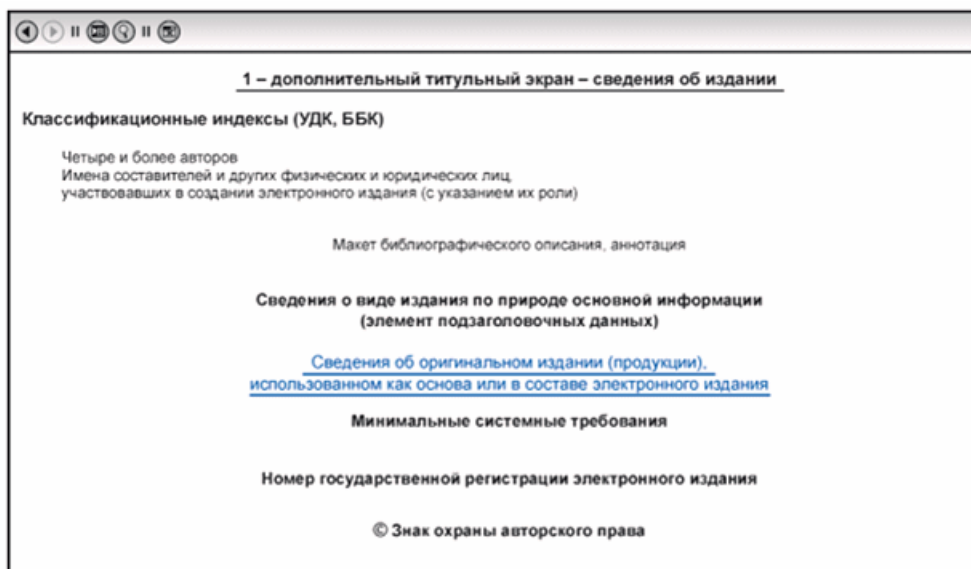 1 – дополнительный титульный экран – сведения об издании
Классификационные индексы (УДК, ББК)
Четыре и более авторов
Имена составителей и других физических и юридических лиц,
участвовавших в создании электронного издания (с указанием их роли)
Макет библиографического описания, аннотация
Сведения о виде издания по природе основной информации
(элемент подзаголовочных данных)
Сведения об оригинальном издании (продукции),
использованном как основа или в составе электронного издания
Минимальные системные требования
Номер государственной регистрации электронного издания
© Знак охраны авторского права